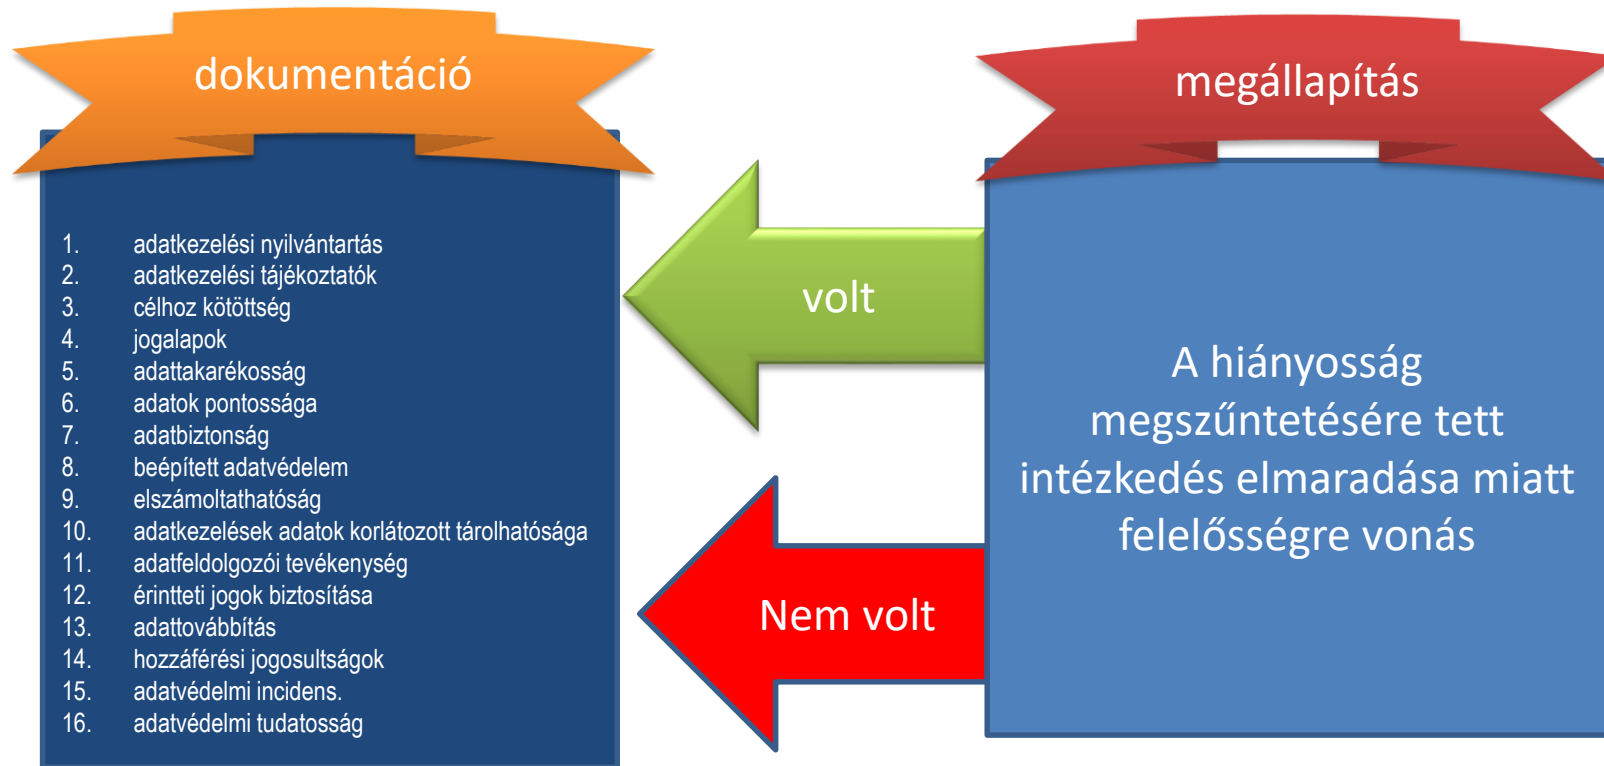 dokumentáció
1. adatkezelési nyilvántartás
2. adatkezelési tájékoztatók
3. célhoz kötöttség
4. jogalapok
5. adattakarékosság
6. adatok pontossága
7. adatbiztonság
8. beépített adatvédelem
9. elszámoltathatóság
10. adatkezelések adatok korlátozott tárolhatósága
11. adatfeldolgozói tevékenység
12. érintteti jogok biztosítása
13. adattovábbítás
14. hozzáférési jogosultságok
15. adatvédelmi incidens.
16. adatvédelmi tudatosság
volt
Nem volt
megállapítás
A hiányosság
megszűntetésére tett
intézkedés elmaradása miatt
felelősségre vonás